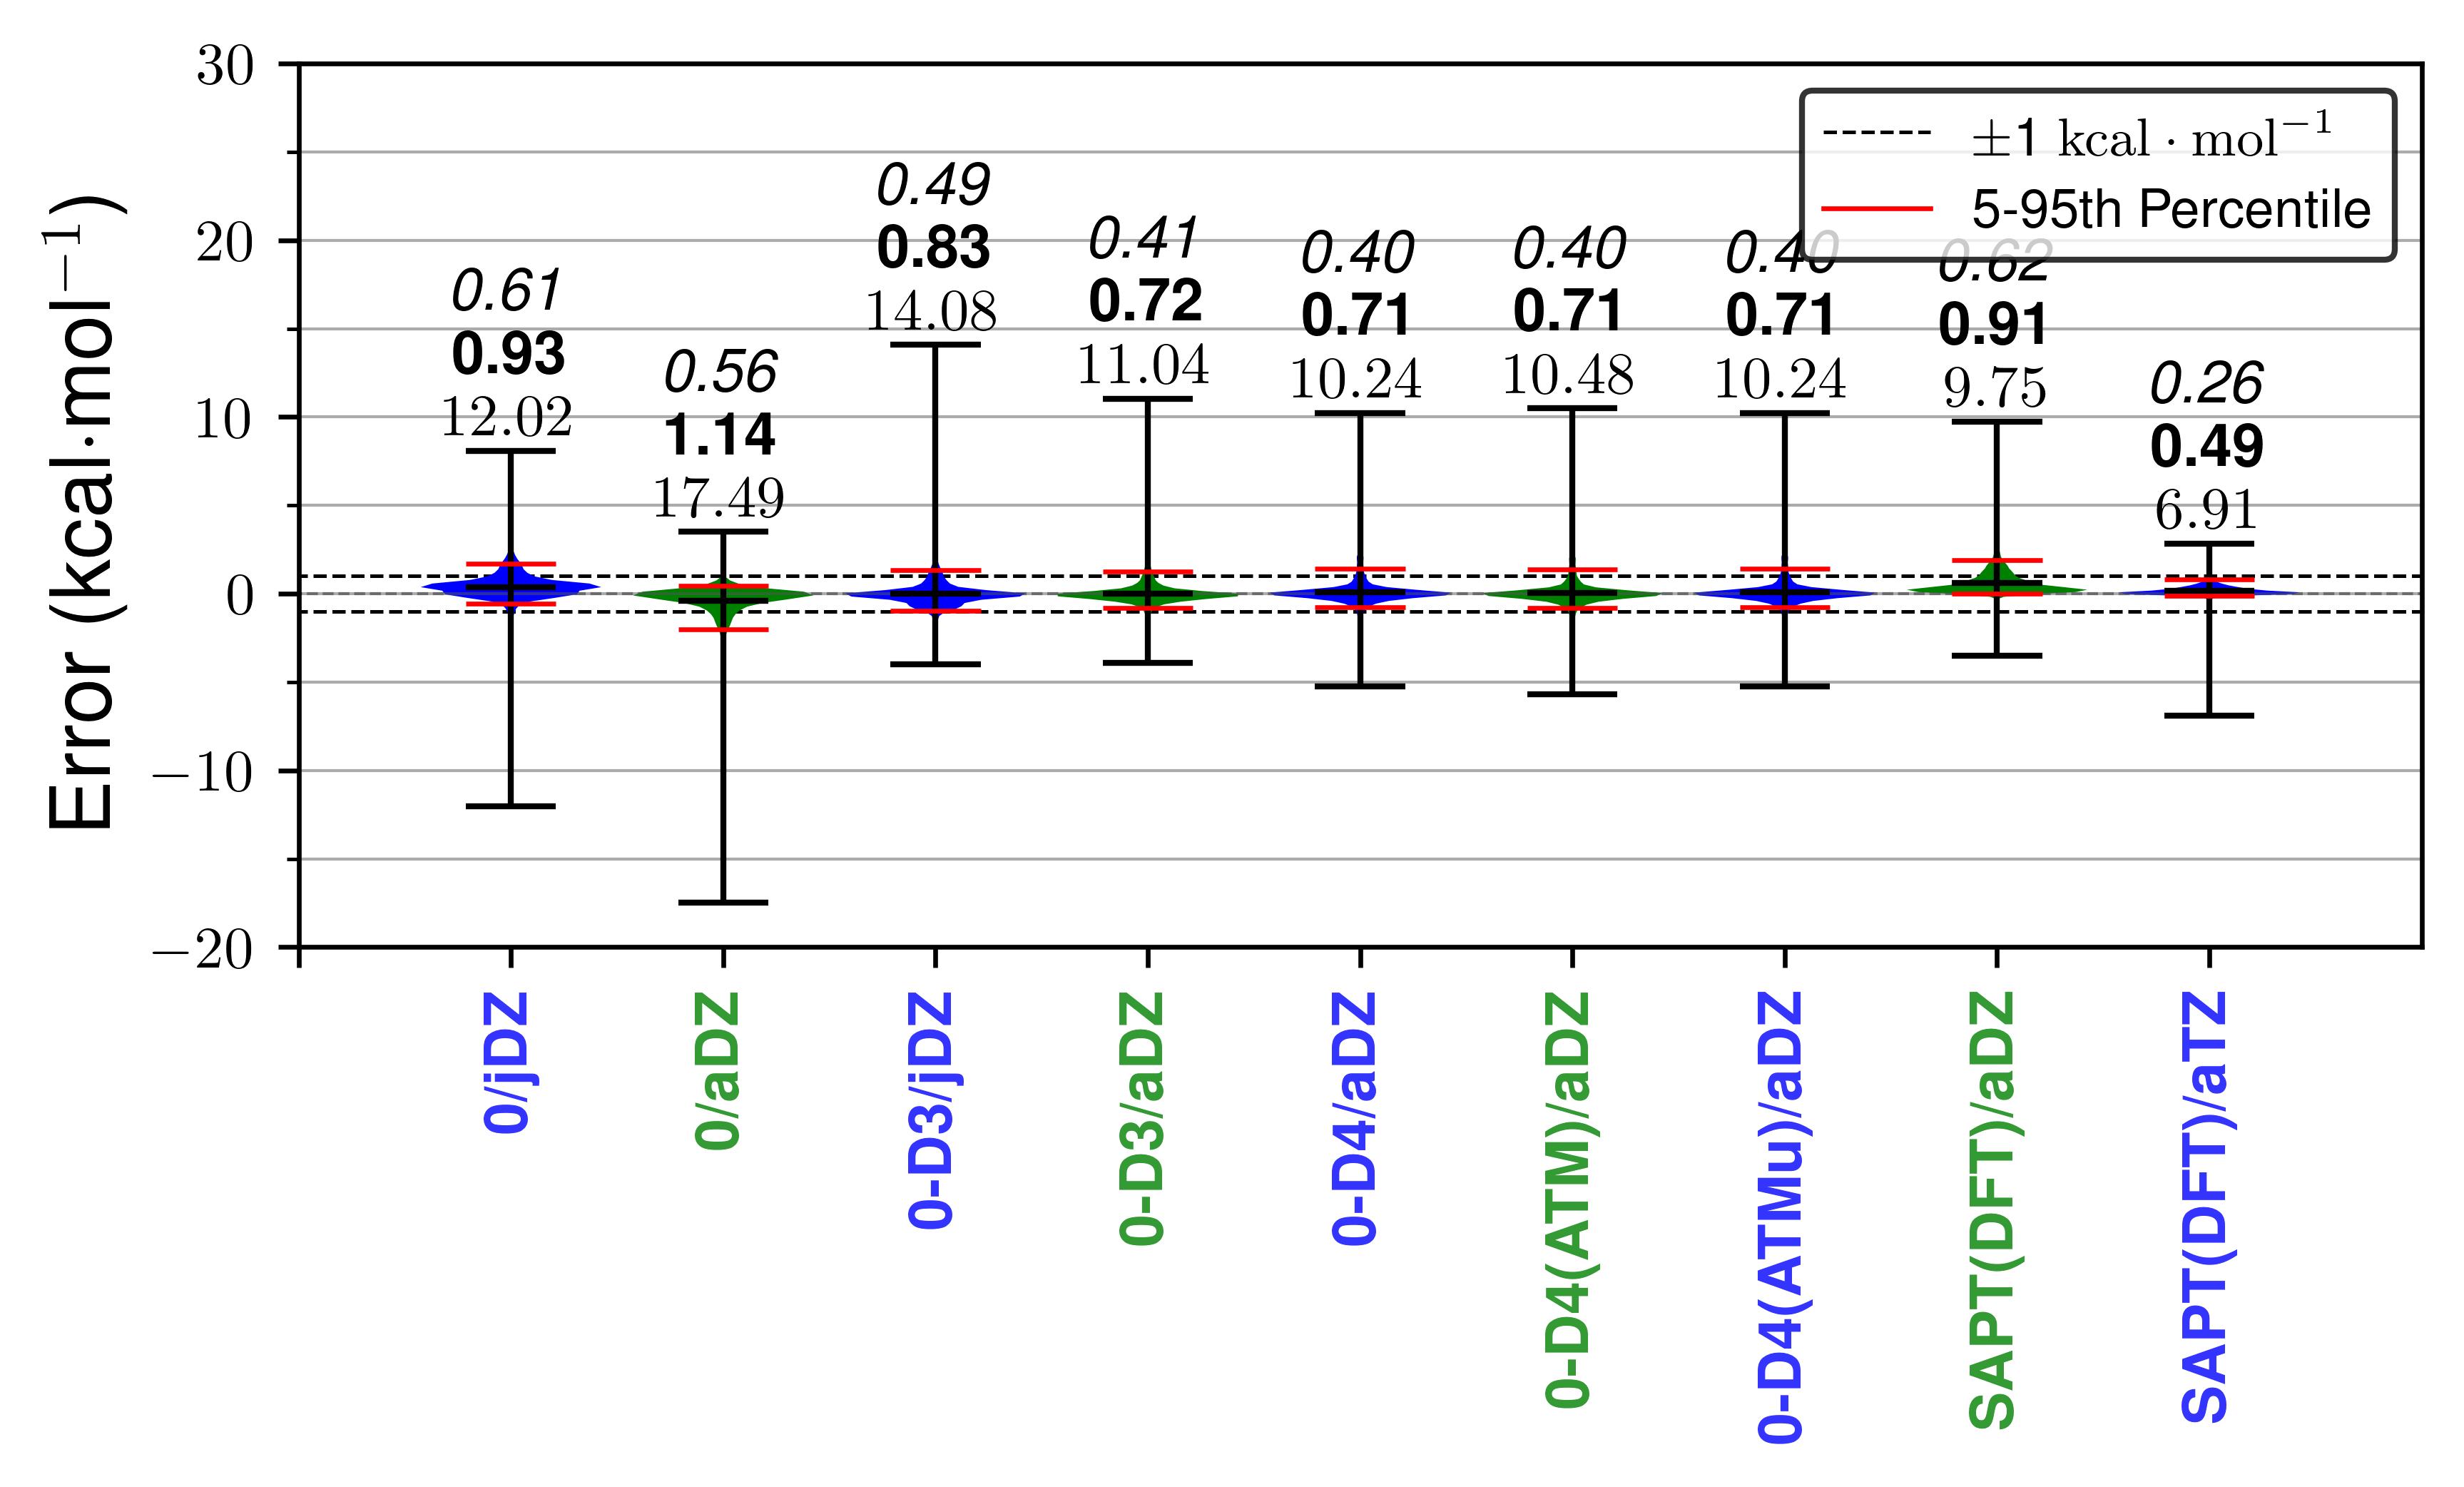 Error (kcal·mol⁻¹)
30
20
10
0
−10
−20
±1 kcal · mol⁻¹
5-95th Percentile
0.61
0.93
12.02
0.56
1.14
17.49
0.49
0.83
14.08
0.41
0.72
11.04
0.40
0.71
10.24
0.40
0.71
10.48
0.40
0.71
10.24
0.62
0.91
9.75
0.26
0.49
6.91
0/jDZ
0/aDZ
0-D3/jDZ
0-D3/aDZ
0-D4/aDZ
0-D4(ATM)/aDZ
0-D4(ATMu)/aDZ
SAPT(DFT)/aDZ
SAPT(DFT)/aTZ